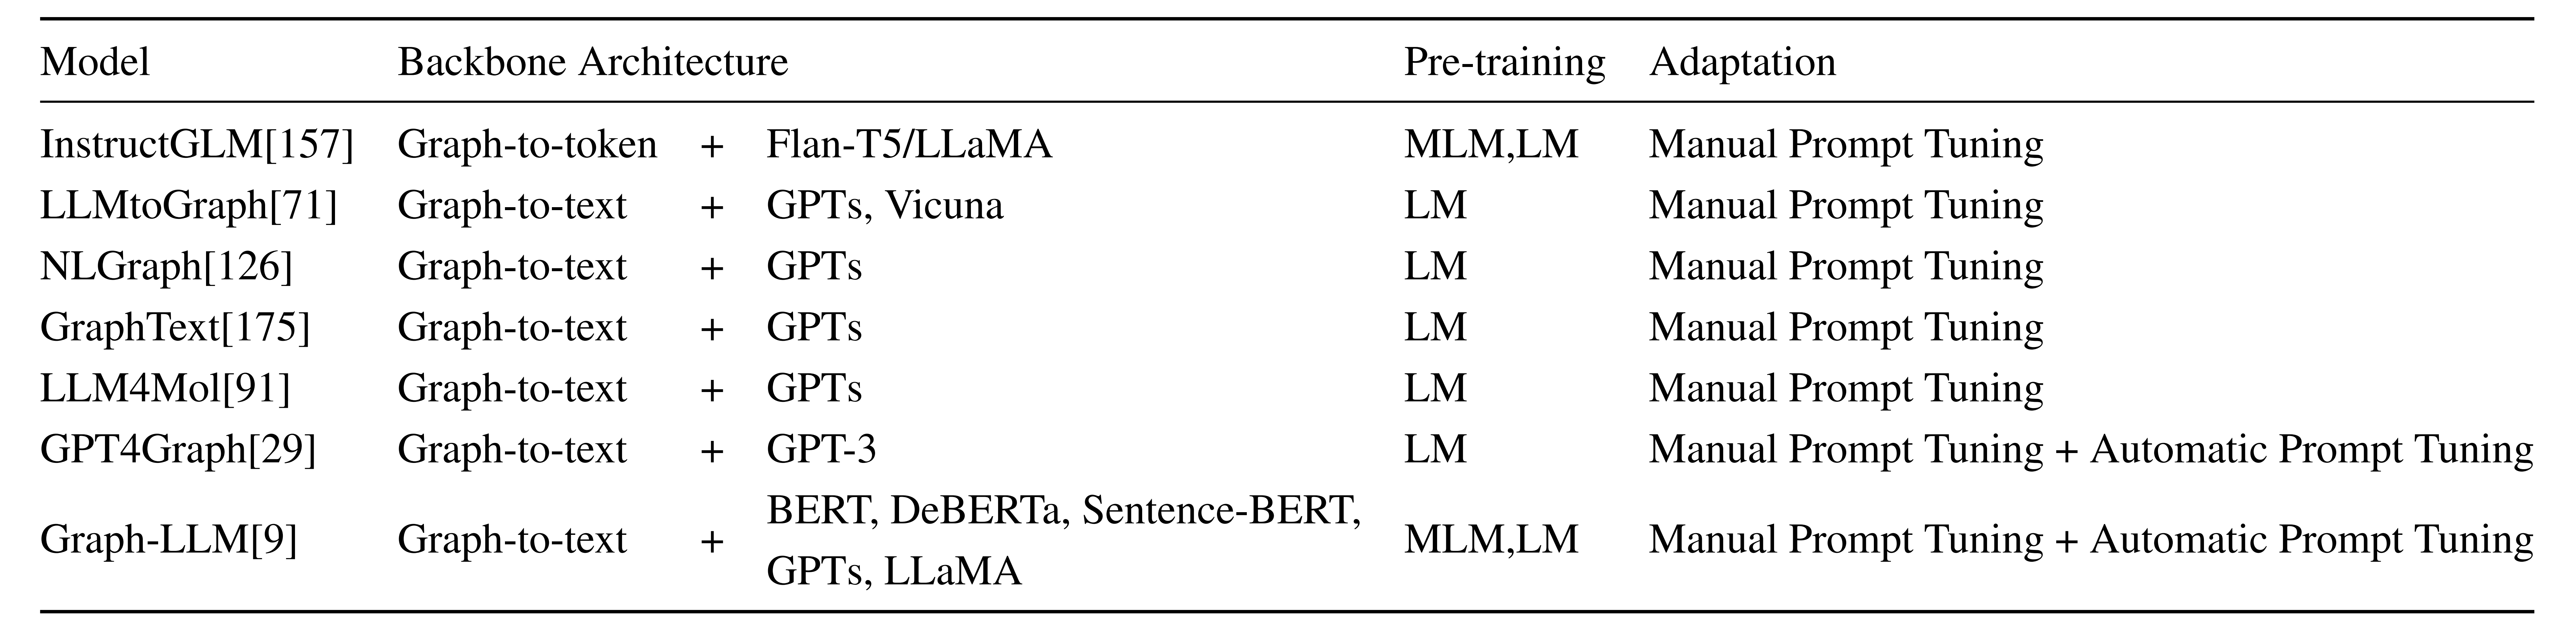 Model Backbone Architecture Pre-training Adaptation
InstructGLM[157] Graph-to-token + Flan-T5/LLaMA MLM,LM Manual Prompt Tuning
LLMtoGraph[71] Graph-to-text + GPTs, Vicuna LM Manual Prompt Tuning
NLGraph[126] Graph-to-text + GPTs LM Manual Prompt Tuning
GraphText[175] Graph-to-text + GPTs LM Manual Prompt Tuning
LLM4Mol[91] Graph-to-text + GPTs LM Manual Prompt Tuning
GPT4Graph[29] Graph-to-text + GPT-3 LM Manual Prompt Tuning + Automatic Prompt Tuning
BERT, DeBERTa, Sentence-BERT,
Graph-LLM[9] Graph-to-text + MLM,LM Manual Prompt Tuning + Automatic Prompt Tuning
GPTs, LLaMA